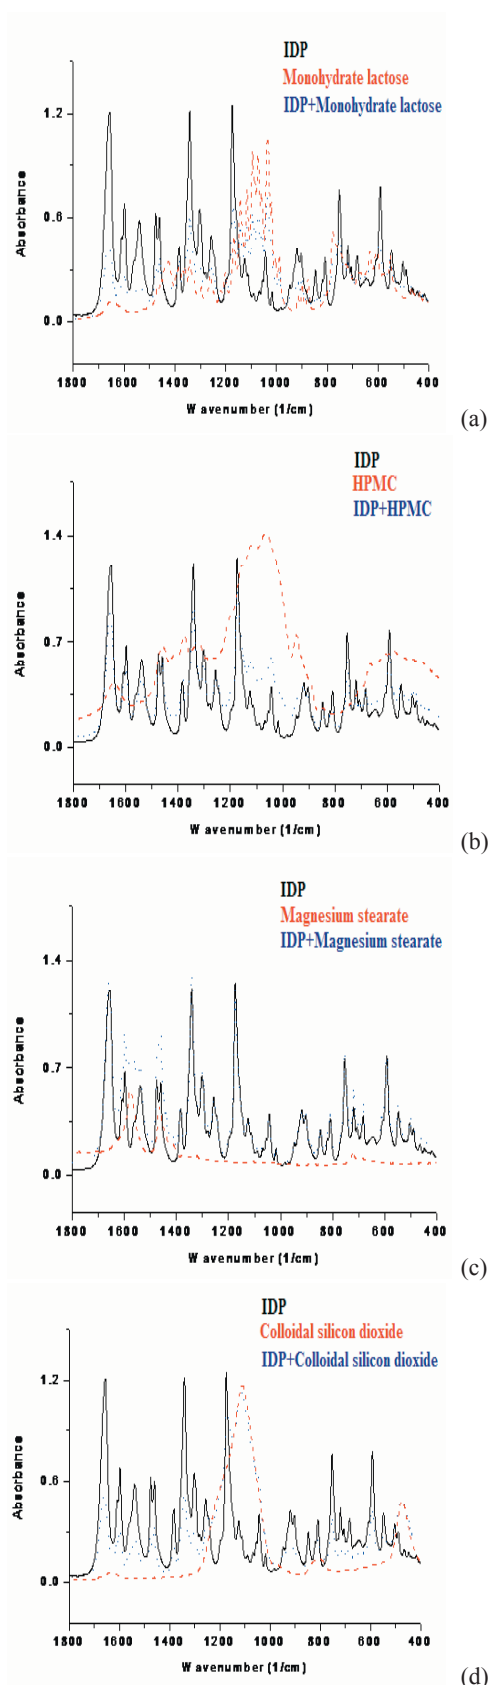 IDP
Monohydrate lactose
IDP+Monohydrate lactose
1.2
0.6
0.0
Absorbance
1800 1600 1400 1200 1000 800 600 400
Wavenumber (1/cm)
(a)
IDP
HPMC
IDP+HPMC
1.4
0.7
0.0
Absorbance
1800 1600 1400 1200 1000 800 600 400
Wavenumber (1/cm)
(b)
IDP
Magnesium stearate
IDP+Magnesium stearate
1.4
0.7
0.0
Absorbance
1800 1600 1400 1200 1000 800 600 400
Wavenumber (1/cm)
(c)
IDP
Colloidal silicon dioxide
IDP+Colloidal silicon dioxide
1.2
0.6
0.0
Absorbance
1800 1600 1400 1200 1000 800 600 400
Wavenumber (1/cm)
(d)